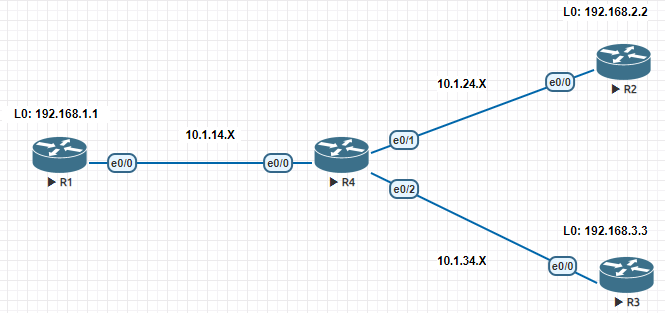 L0: 192.168.2.2
e0/0
R2
10.1.24.X
L0: 192.168.1.1
10.1.14.X
e0/1
e0/0
e0/0
R1
R4
e0/2
L0: 192.168.3.3
10.1.34.X
e0/0
R3